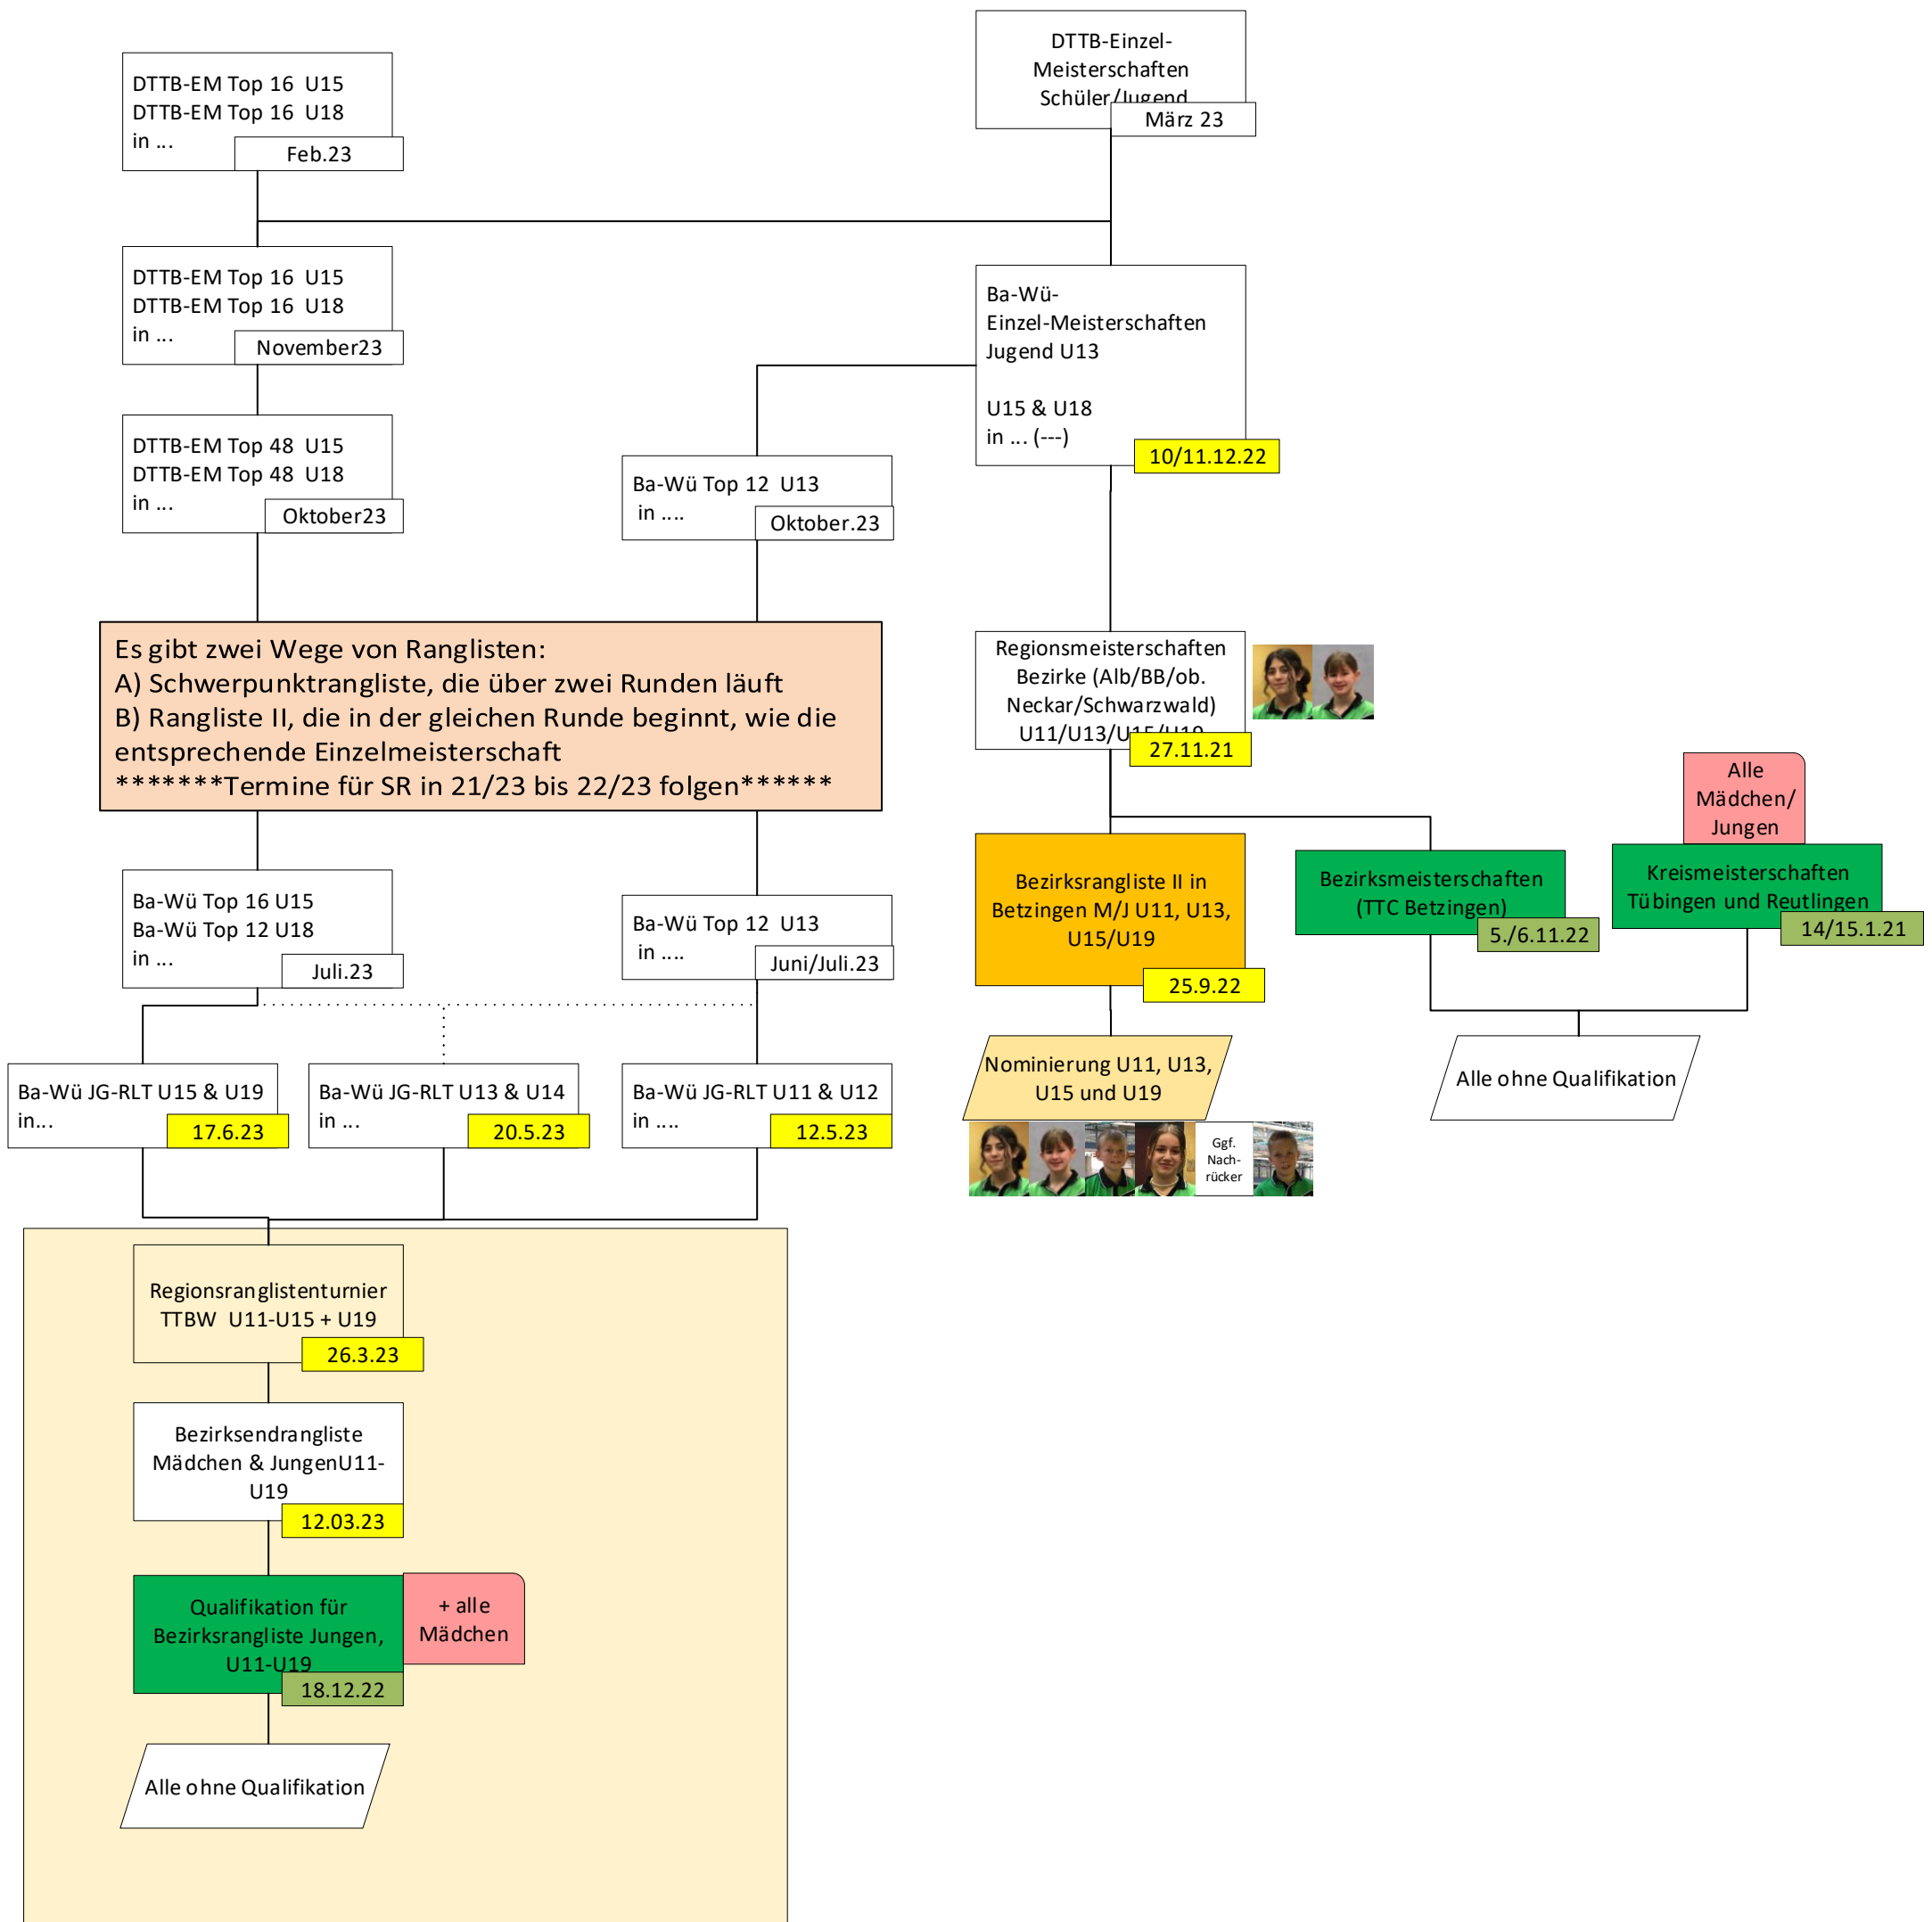 DTTB-EM Top 16 U15
DTTB-EM Top 16 U18
in ...
Feb.23
DTTB-Einzel-
Meisterschaften
Schüler/Jugend
März 23
DTTB-EM Top 16 U15
DTTB-EM Top 16 U18
in ...
November23
Ba-Wü-
Einzel-Meisterschaften
Jugend U13
U15 & U18
in ... (---)
10/11.12.22
DTTB-EM Top 48 U15
DTTB-EM Top 48 U18
in ...
Oktober23
Ba-Wü Top 12 U13
in ....
Oktober.23
Es gibt zwei Wege von Ranglisten:
A) Schwerpunktrangliste, die über zwei Runden läuft
B) Rangliste II, die in der gleichen Runde beginnt, wie die
entsprechende Einzelmeisterschaft
*******Termine für SR in 21/23 bis 22/23 folgen******
Regionsmeisterschaften
Bezirke (Alb/BB/ob.
Neckar/Schwarzwald)
U11/U13/U15/U19
27.11.21
Alle
Mädchen/
Jungen
Ba-Wü Top 16 U15
Ba-Wü Top 12 U18
in ...
Juli.23
Ba-Wü Top 12 U13
in ....
Juni/Juli.23
Bezirksrangliste II in
Betzingen M/J U11, U13,
U15/U19
25.9.22
Bezirksmeisterschaften
(TTC Betzingen)
5./6.11.22
Kreismeisterschaften
Tübingen und Reutlingen
14/15.1.21
Ba-Wü JG-RLT U15 & U19
in...
17.6.23
Ba-Wü JG-RLT U13 & U14
in ...
20.5.23
Ba-Wü JG-RLT U11 & U12
in ....
12.5.23
Nominierung U11, U13,
U15 und U19
Alle ohne Qualifikation
Ggf.
Nach-
rücker
Regionsranglistenturnier
TTBW U11-U15 + U19
26.3.23
Bezirksendrangliste
Mädchen & JungenU11-
U19
12.03.23
Qualifikation für
Bezirksrangliste Jungen,
U11-U19
18.12.22
+ alle
Mädchen
Alle ohne Qualifikation